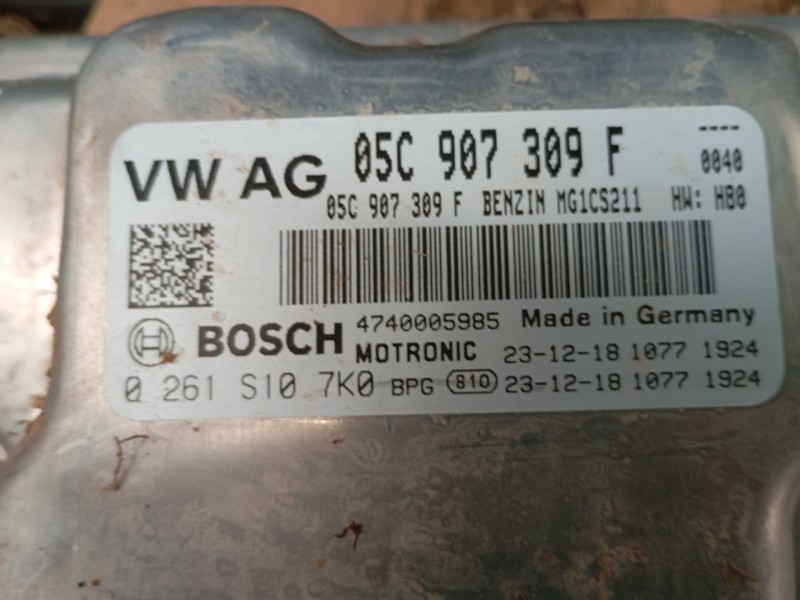 VW AG 05C 907 309 F ----
0040
05C 907 309 F BENZIN MG1CS211 HW: H80
BOSCH 4740005985 Made in Germany
MOTRONIC 23-12-18 1077 1924
0 261 S10 7K0 BPG 810 23-12-18 1077 1924